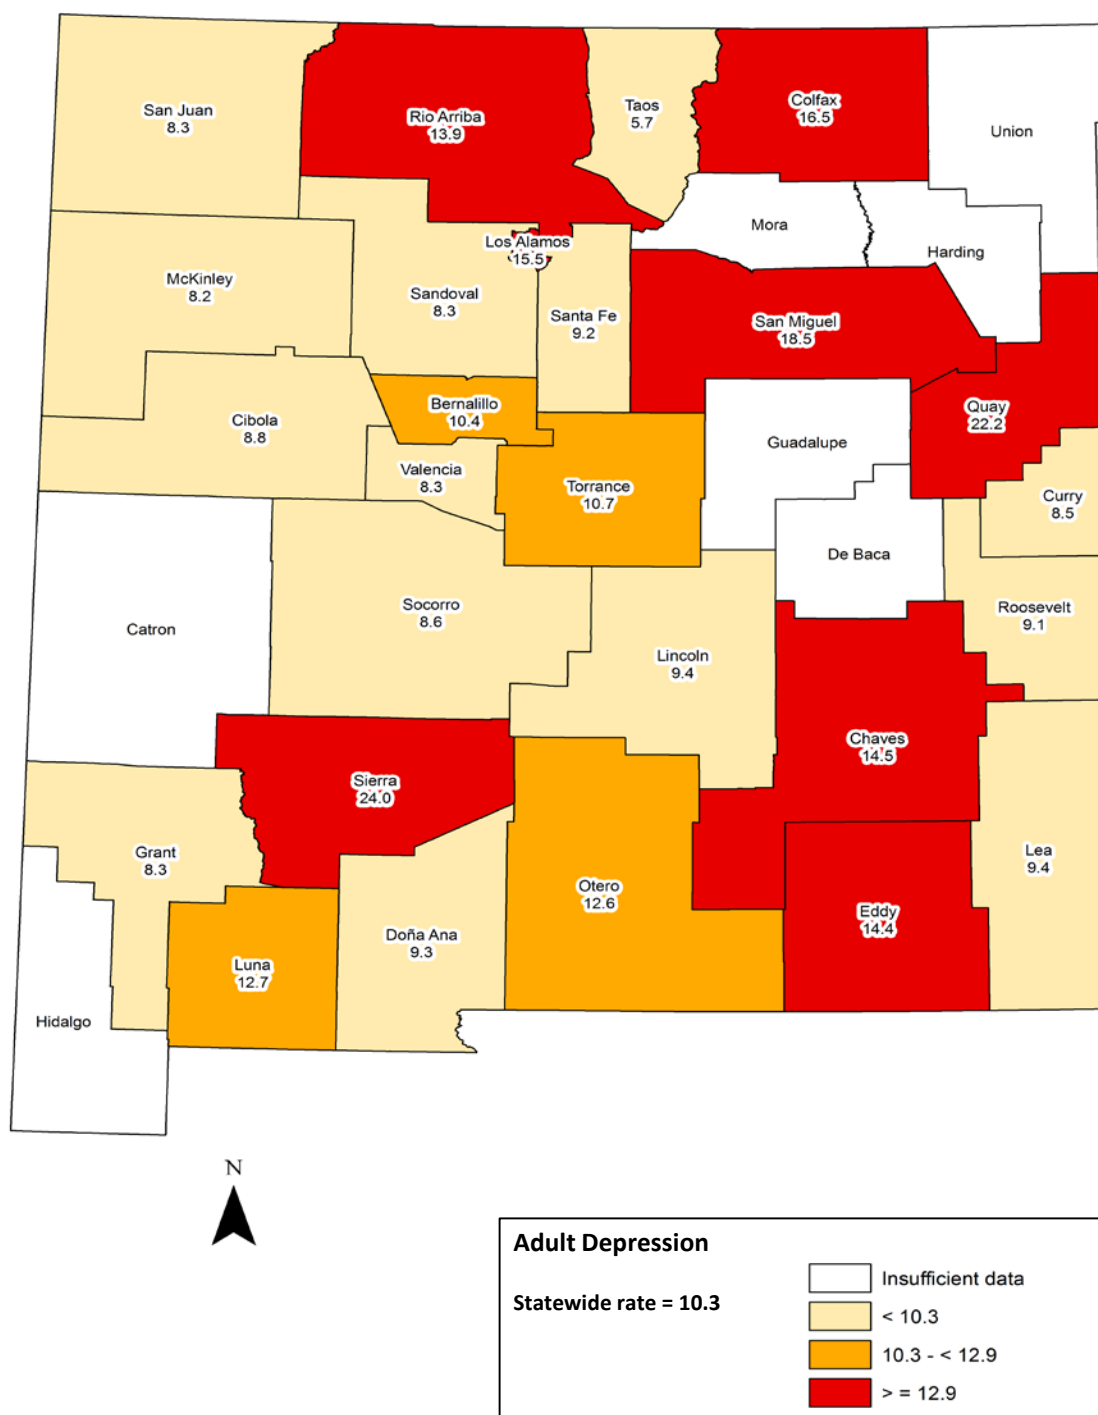 San Juan
8.3
Rio Arriba
13.9
Taos
5.7
Colfax
16.5
Union
Mora
Harding
Los Alamos
15.5
McKinley
8.2
Sandoval
8.3
Santa Fe
9.2
San Miguel
18.5
Bernalillo
10.4
Quay
22.2
Cibola
8.8
Guadalupe
Valencia
8.3
Torrance
10.7
Curry
8.5
De Baca
Socorro
8.6
Roosevelt
9.1
Catron
Lincoln
9.4
Chaves
14.5
Sierra
24.0
Grant
8.3
Lea
9.4
Otero
12.6
Eddy
14.4
Doña Ana
9.3
Luna
12.7
Hidalgo
N
Adult Depression
Statewide rate = 10.3
Insufficient data
< 10.3
10.3 - < 12.9
> = 12.9